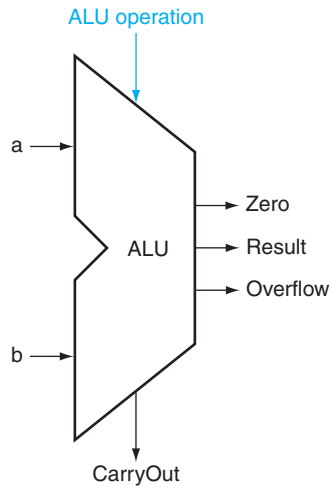 ALU operation
a
Zero
ALU
Result
Overflow
b
CarryOut